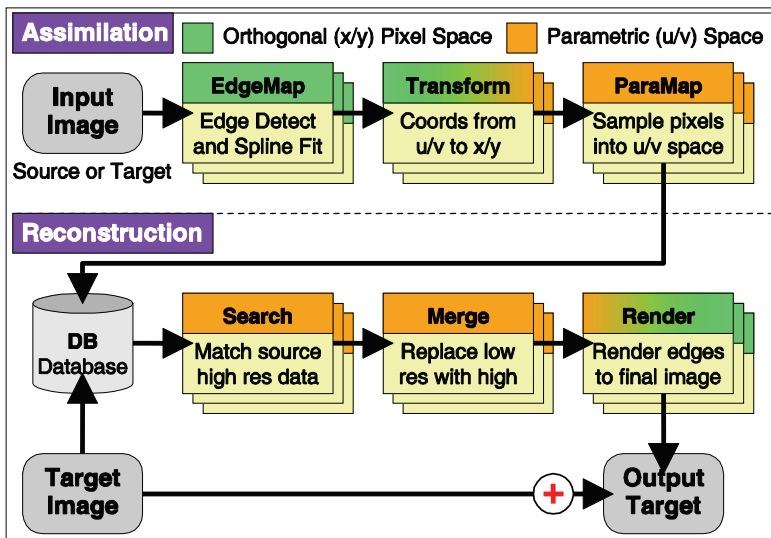 Assimilation
Orthogonal (x/y) Pixel Space
Parametric (u/v) Space
Input
Image
Source or Target
EdgeMap
Edge Detect
and Spline Fit
Transform
Coords from
u/v to x/y
ParaMap
Sample pixels
into u/v space
Reconstruction
DB
Database
Search
Match source
high res data
Merge
Replace low
res with high
Render
Render edges
to final image
Target
Image
+
Output
Target